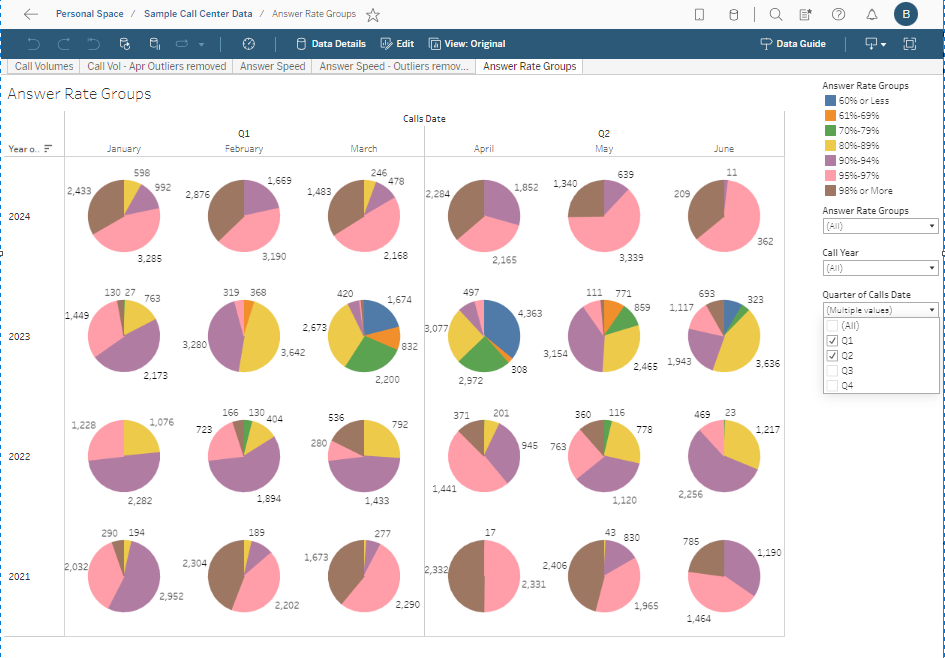 Personal Space / Sample Call Center Data / Answer Rate Groups
B
Data Details Edit View: Original Data Guide
Call Volumes Call Vol - Apr Outliers removed Answer Speed Answer Speed - Outliers remov... Answer Rate Groups
Answer Rate Groups
Calls Date
Q1 Q2
Year o.. January February March April May June
2024
598 992 3,285 2,433
1,669 3,190 2,876
246 478 2,168 1,483
1,852 2,165 2,284
639 3,339 1,340
11 362 209
2023
130 27 763 2,173 1,449
319 368 3,642 3,280
420 1,674 832 2,200 2,673
497 4,363 308 2,972 3,077
111 771 859 2,465 3,154
693 323 3,636 1,943 1,117
2022
1,076 2,282 1,228
166 130 404 1,894 723
536 792 1,433 280
371 201 945 1,441
360 116 778 1,120 763
469 23 1,217 2,256
2021
290 194 2,952 2,032
189 2,202 2,304
277 2,290 1,673
17 2,331 2,332
43 830 1,965 2,406
785 1,190 1,464
Answer Rate Groups
60% or Less
61%-69%
70%-79%
80%-89%
90%-94%
95%-97%
98% or More
Answer Rate Groups
(All)
Call Year
(All)
Quarter of Calls Date
(Multiple values)
(All)
Q1
Q2
Q3
Q4